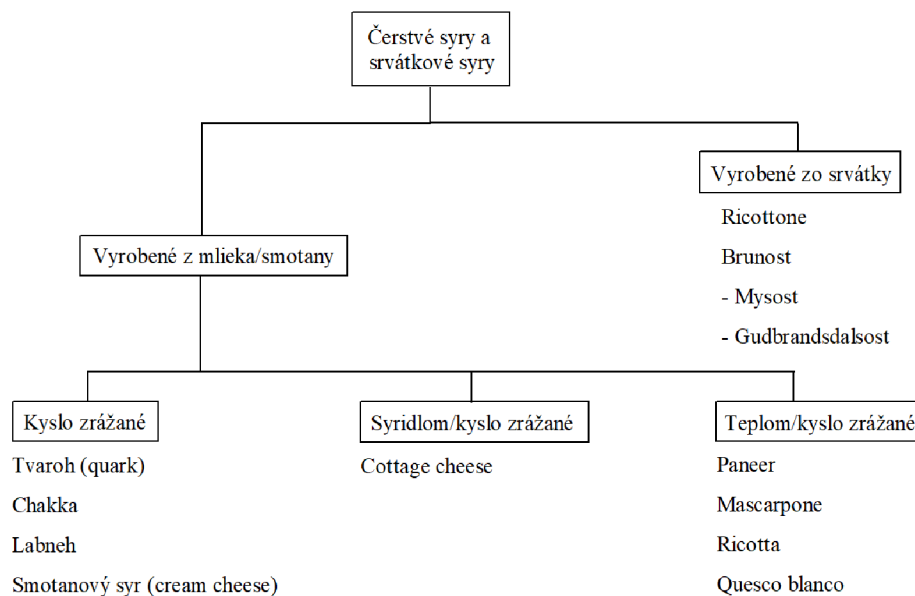 Čerstvé syry a
srvátkové syry
Vyrobené zo srvátky
Ricottone
Brunost
- Mysost
- Gudbrandsdalsost
Vyrobené z mlieka/smotany
Kyslo zrážané
Tvaroh (quark)
Chakka
Labneh
Smotanový syr (cream cheese)
Syridlom/kyslo zrážané
Cottage cheese
Teplom/kyslo zrážané
Paneer
Mascarpone
Ricotta
Quesco blanco